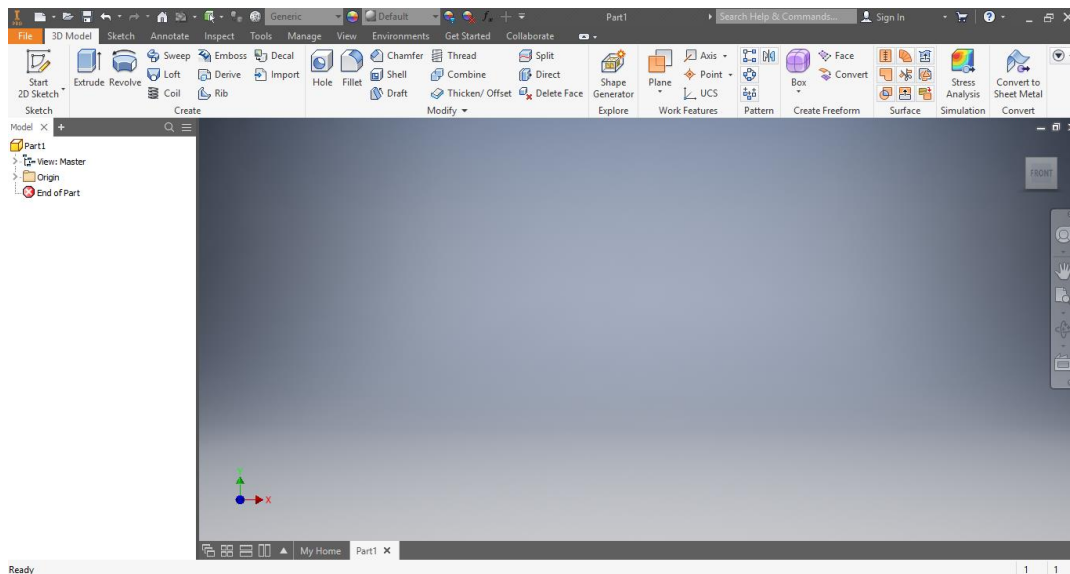 PRO Generic Default Part1 Search Help & Commands... Sign In
File 3D Model Sketch Annotate Inspect Tools Manage View Environments Get Started Collaborate
Start 2D Sketch
Extrude Revolve
Sweep Emboss Decal
Loft Derive Import
Coil Rib
Hole Fillet
Chamfer Thread Split
Shell Combine Direct
Draft Thicken/ Offset Delete Face
Shape Generator
Plane
Axis
Point
UCS
Box
Face
Convert
Stress Analysis
Convert to Sheet Metal
Sketch Create Modify Explore Work Features Pattern Create Freeform Surface Simulation Convert
Model
Part1
View: Master
Origin
End of Part
FRONT
Y
X
My Home Part1
Ready 1 1